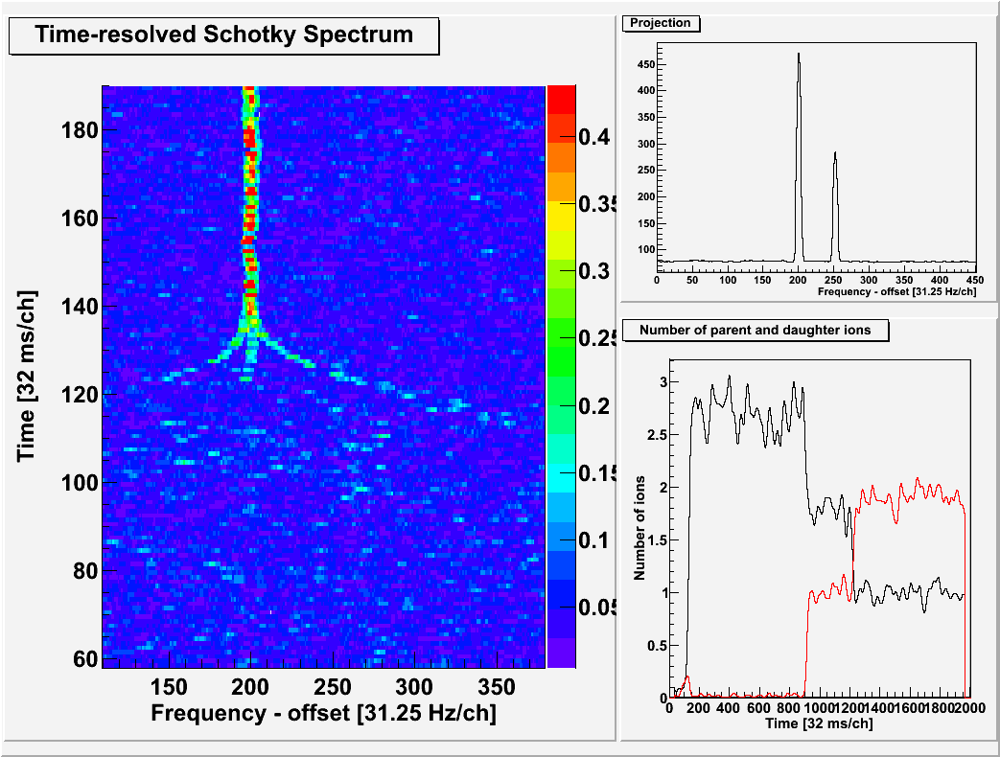 Time-resolved Schotky Spectrum
180
160
140
120
100
80
60
150 200 250 300 350
Time [32 ms/ch]
Frequency - offset [31.25 Hz/ch]
0.4
0.35
0.3
0.25
0.2
0.15
0.1
0.05
Projection
450
400
350
300
250
200
150
100
0 50 100 150 200 250 300 350 400 450
Frequency - offset [31.25 Hz/ch]
Number of parent and daughter ions
3
2.5
2
1.5
1
0.5
0
Number of ions
0 200 400 600 800 1000 1200 1400 1600 1800 2000
Time [32 ms/ch]